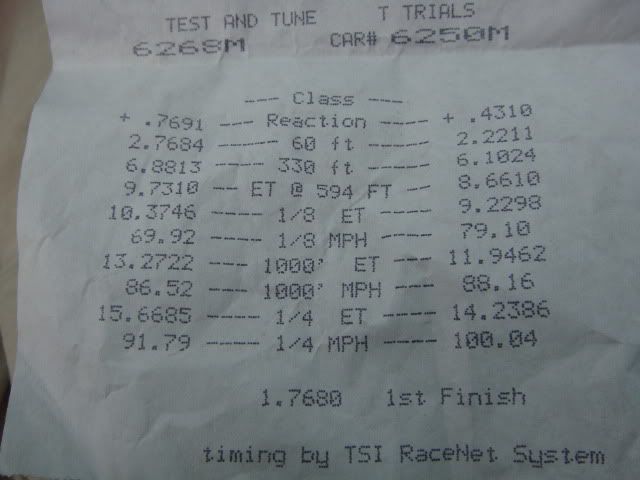 TEST AND TUNE T TRIALS
6268M CAR# 6250M
--- Class ---
+ .7691 --- Reaction ---- + .4310
2.7684 ---- 60 ft ---- 2.2211
6.8813 ---- 330 ft ---- 6.1024
9.7310 -- ET @ 594 FT -- 8.6610
10.3746 ---- 1/8 ET ---- 9.2298
69.92 ---- 1/8 MPH ---- 79.10
13.2722 ---- 1000' ET ---- 11.9462
86.52 ---- 1000' MPH ---- 88.16
15.6685 ---- 1/4 ET ---- 14.2386
91.79 ---- 1/4 MPH ---- 100.04
1.7680 1st Finish
timing by TSI RaceNet System